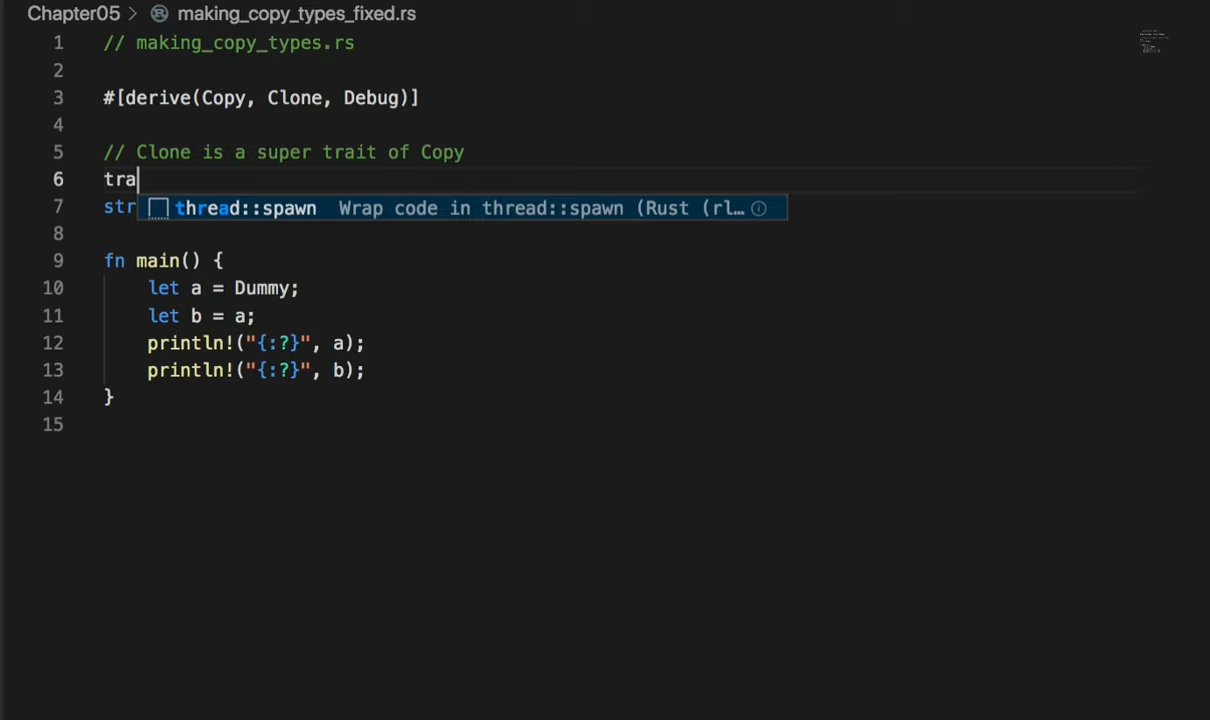 Chapter05 > making_copy_types_fixed.rs
1 // making_copy_types.rs
2
3 #[derive(Copy, Clone, Debug)]
4
5 // Clone is a super trait of Copy
6 tra
7 str thread::spawn Wrap code in thread::spawn (Rust (rl…
8
9 fn main() {
10 let a = Dummy;
11 let b = a;
12 println!("{:?}", a);
13 println!("{:?}", b);
14 }
15